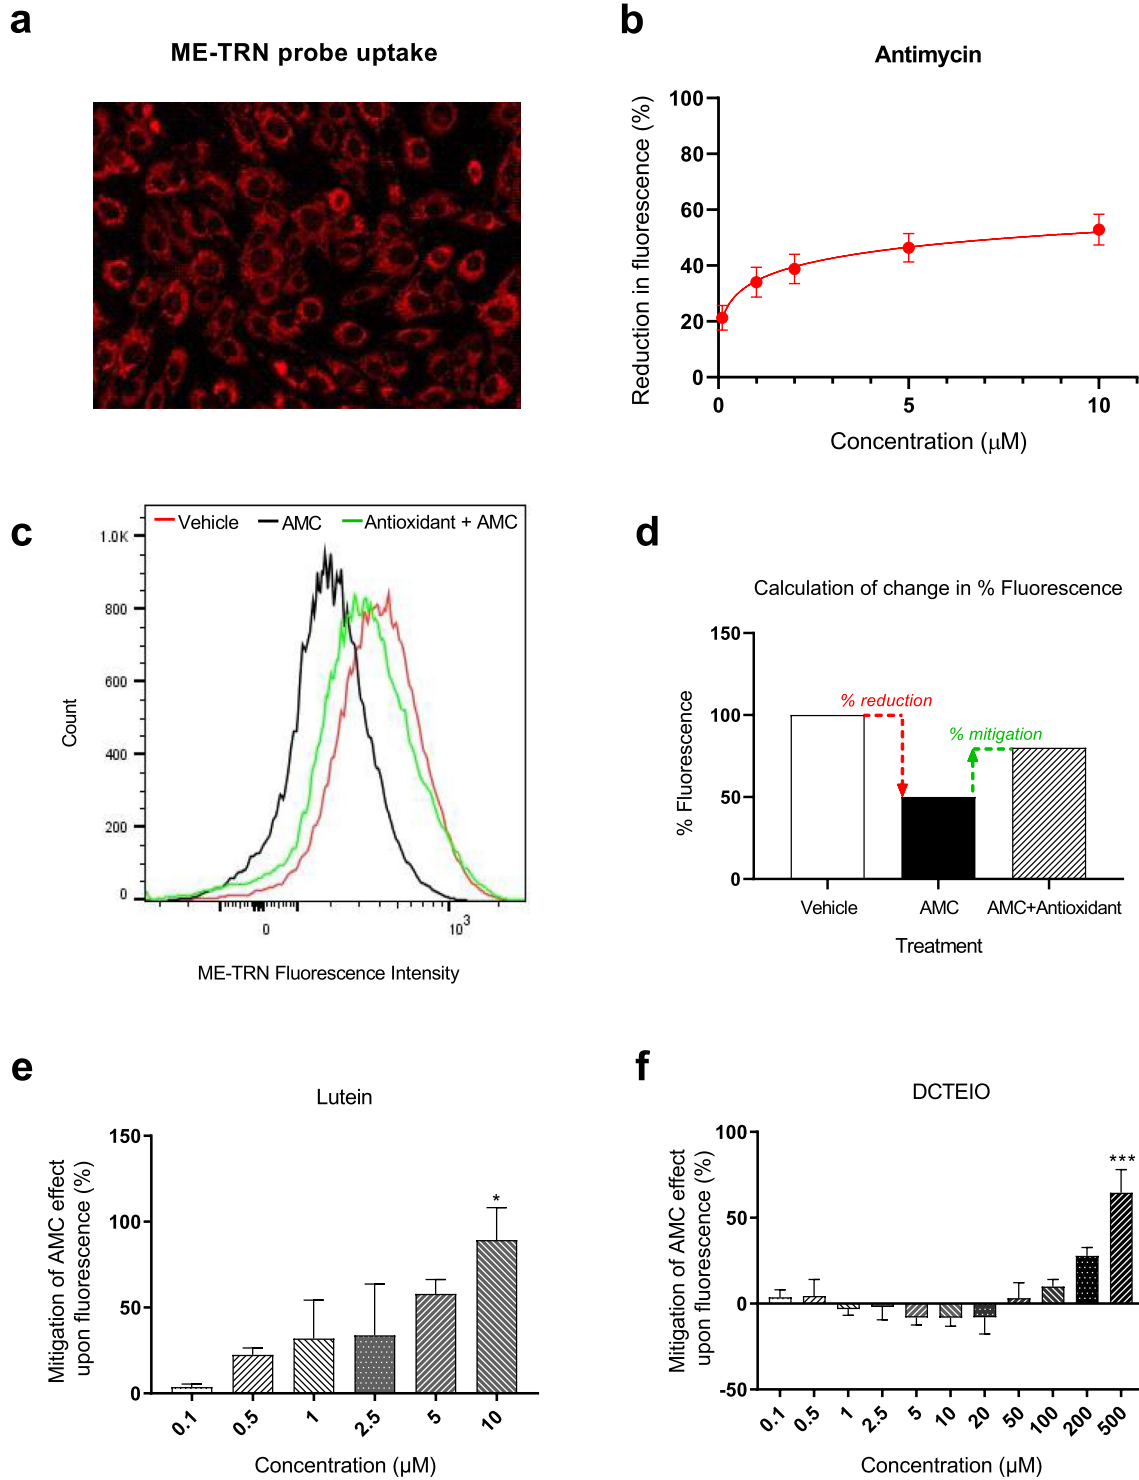 a
ME-TRN probe uptake
b
Antimycin
Reduction in fluorescence (%)
100
80
60
40
20
0
0
5
10
Concentration (µM)
c
Vehicle
AMC
Antioxidant + AMC
Count
1.0K
800
600
400
200
0
0
10³
ME-TRN Fluorescence Intensity
d
Calculation of change in % Fluorescence
% Fluorescence
150
100
50
0
% reduction
% mitigation
Vehicle
AMC
AMC+Antioxidant
Treatment
e
Lutein
Mitigation of AMC effect
upon fluorescence (%)
150
100
50
0
*
0.1
0.5
1
2.5
5
10
Concentration (µM)
f
DCTEIO
Mitigation of AMC effect
upon fluorescence (%)
100
50
0
-50
***
0.1
0.5
1
2.5
5
10
20
50
100
200
500
Concentration (µM)